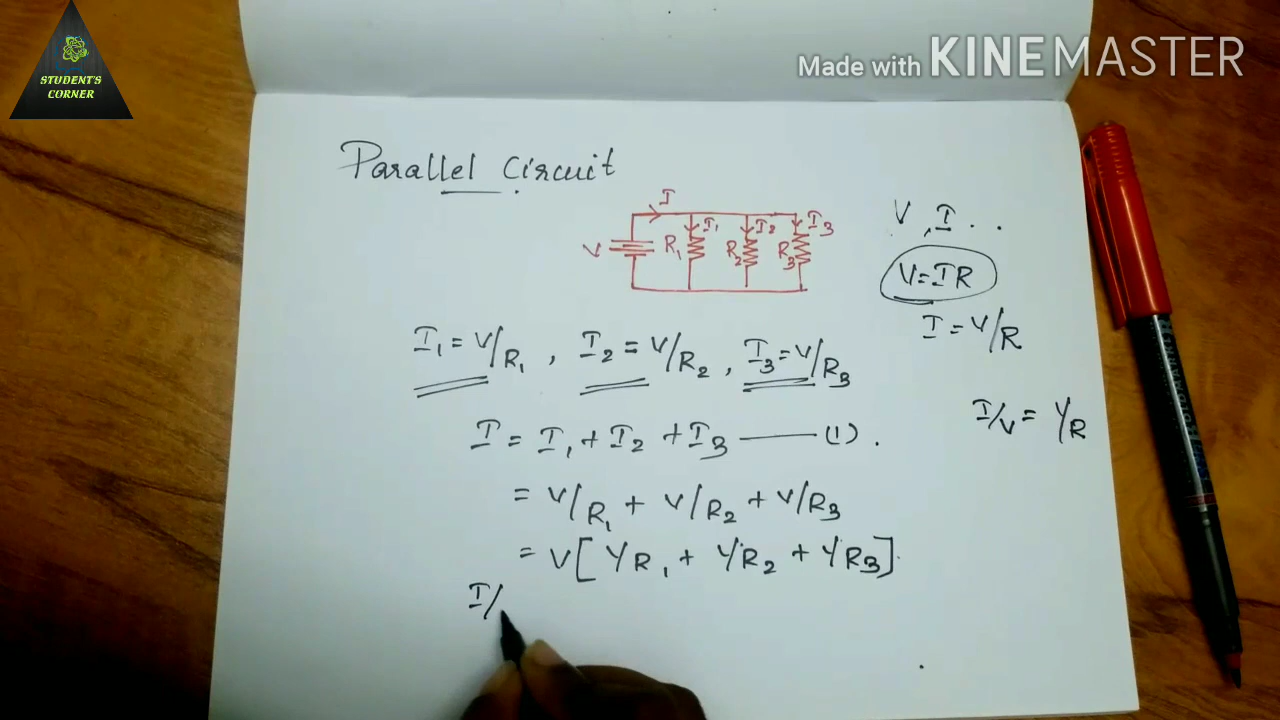 STUDENT'S
CORNER
Made with KINEMASTER
Parallel Circuit
I
V R₁ I₁ R₂ I₂ R₃ I₃
V, I . . .
V=IR
I = V/R
I/V = 1/R
I₁ = V/R₁ , I₂ = V/R₂ , I₃ = V/R₃
I = I₁ + I₂ + I₃ —— (1) .
= V/R₁ + V/R₂ + V/R₃
= V[ 1/R₁ + 1/R₂ + 1/R₃ ].
I/